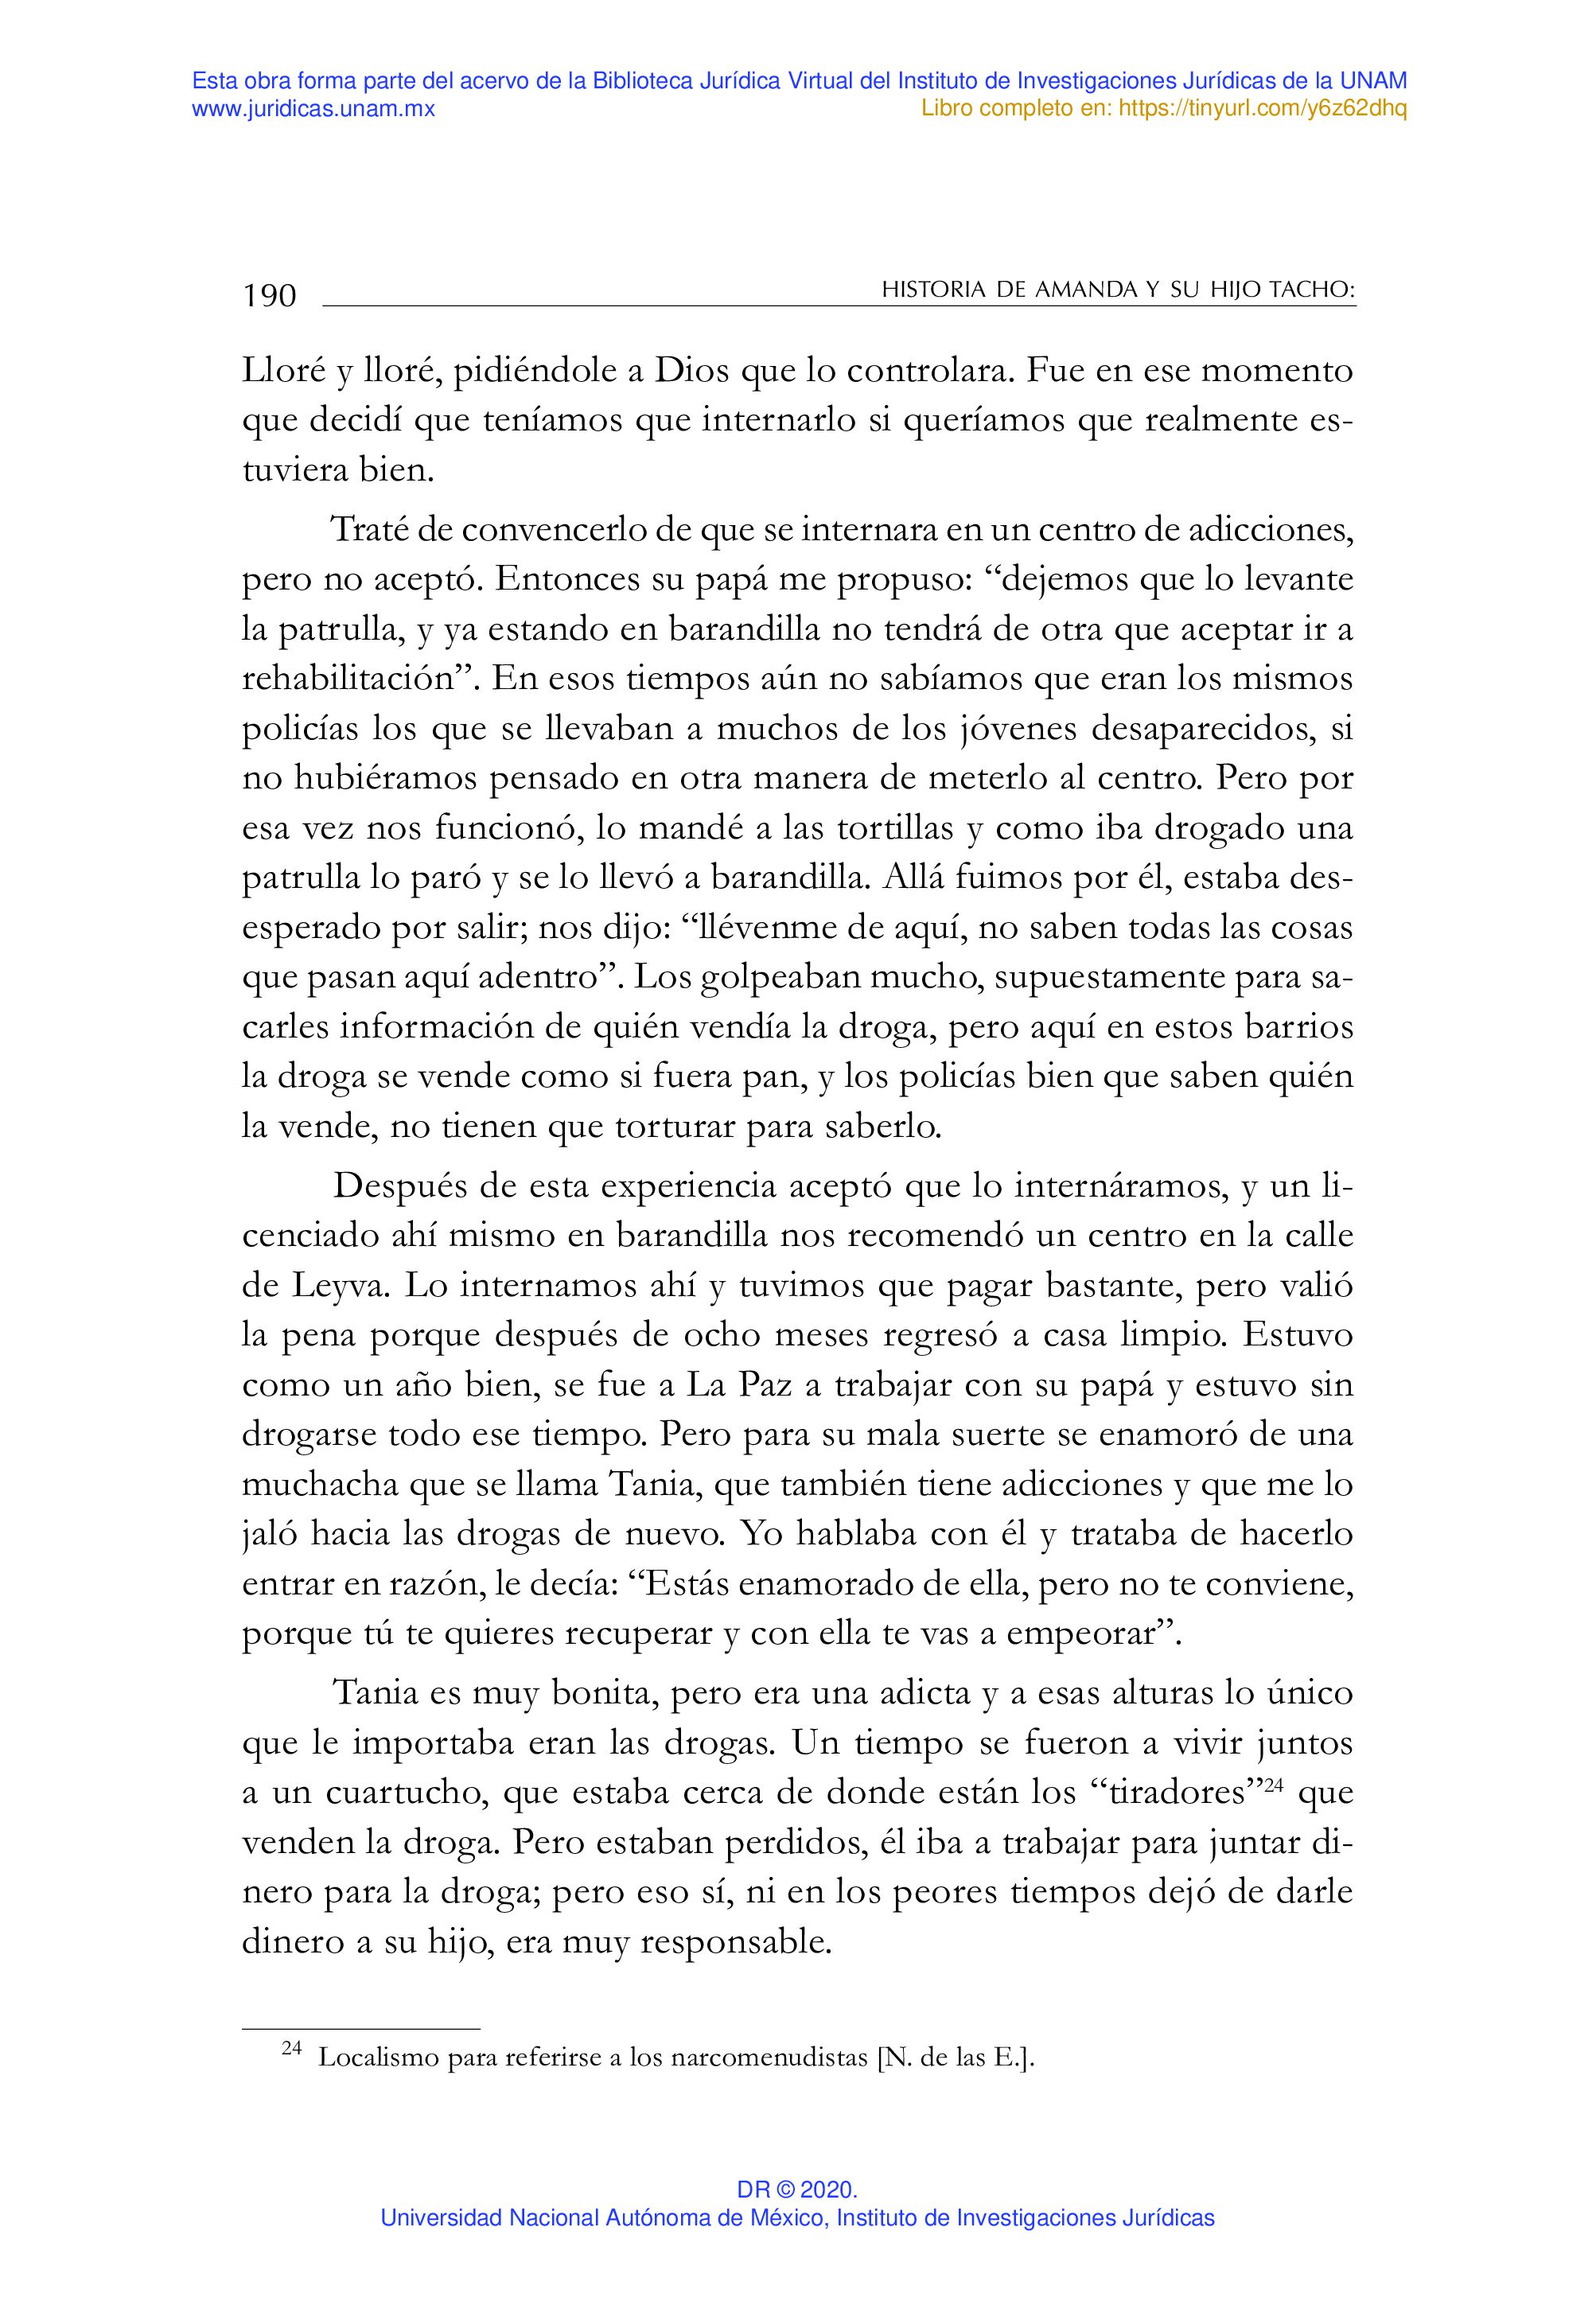 Esta obra forma parte del acervo de la Biblioteca Jurídica Virtual del Instituto de Investigaciones Jurídicas de la UNAM
www.juridicas.unam.mx Libro completo en: https://tinyurl.com/y6z62dhq
190 HISTORIA DE AMANDA Y SU HIJO TACHO:
Lloré y lloré, pidiéndole a Dios que lo controlara. Fue en ese momento
que decidí que teníamos que internarlo si queríamos que realmente es-
tuviera bien.
Traté de convencerlo de que se internara en un centro de adicciones,
pero no aceptó. Entonces su papá me propuso: “dejemos que lo levante
la patrulla, y ya estando en barandilla no tendrá de otra que aceptar ir a
rehabilitación”. En esos tiempos aún no sabíamos que eran los mismos
policías los que se llevaban a muchos de los jóvenes desaparecidos, si
no hubiéramos pensado en otra manera de meterlo al centro. Pero por
esa vez nos funcionó, lo mandé a las tortillas y como iba drogado una
patrulla lo paró y se lo llevó a barandilla. Allá fuimos por él, estaba des-
esperado por salir; nos dijo: “llévenme de aquí, no saben todas las cosas
que pasan aquí adentro”. Los golpeaban mucho, supuestamente para sa-
carles información de quién vendía la droga, pero aquí en estos barrios
la droga se vende como si fuera pan, y los policías bien que saben quién
la vende, no tienen que torturar para saberlo.
Después de esta experiencia aceptó que lo internáramos, y un li-
cenciado ahí mismo en barandilla nos recomendó un centro en la calle
de Leyva. Lo internamos ahí y tuvimos que pagar bastante, pero valió
la pena porque después de ocho meses regresó a casa limpio. Estuvo
como un año bien, se fue a La Paz a trabajar con su papá y estuvo sin
drogarse todo ese tiempo. Pero para su mala suerte se enamoró de una
muchacha que se llama Tania, que también tiene adicciones y que me lo
jaló hacia las drogas de nuevo. Yo hablaba con él y trataba de hacerlo
entrar en razón, le decía: “Estás enamorado de ella, pero no te conviene,
porque tú te quieres recuperar y con ella te vas a empeorar”.
Tania es muy bonita, pero era una adicta y a esas alturas lo único
que le importaba eran las drogas. Un tiempo se fueron a vivir juntos
a un cuartucho, que estaba cerca de donde están los “tiradores”24 que
venden la droga. Pero estaban perdidos, él iba a trabajar para juntar di-
nero para la droga; pero eso sí, ni en los peores tiempos dejó de darle
dinero a su hijo, era muy responsable.
24 Localismo para referirse a los narcomenudistas [N. de las E.].
DR © 2020.
Universidad Nacional Autónoma de México, Instituto de Investigaciones Jurídicas